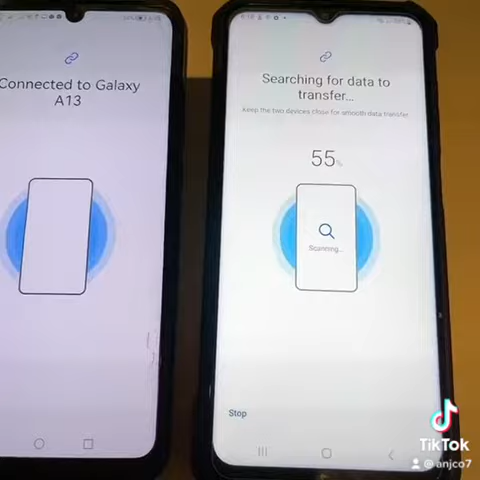 Connected to Galaxy
A13
Searching for data to
transfer...
keep the two devices close for smooth data transfer
55%
Scanning...
Stop
TikTok
@anjco7